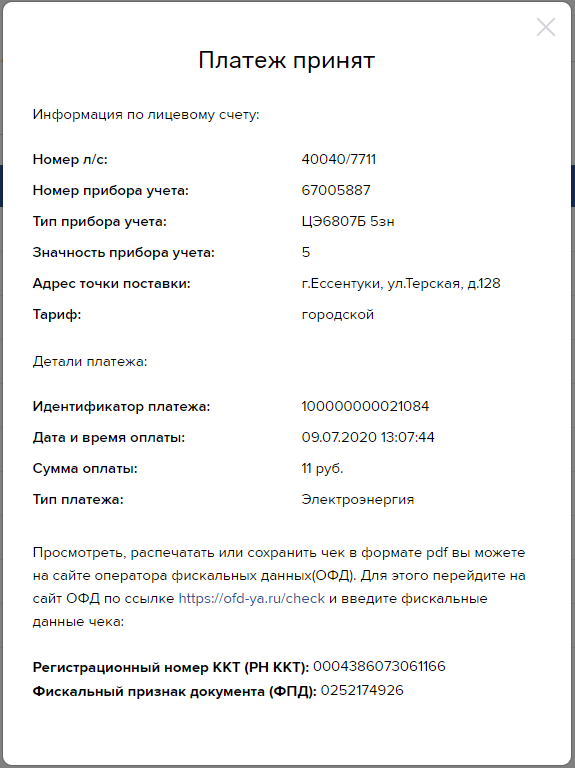 Платеж принят
Информация по лицевому счету:
Номер л/с: 40040/7711
Номер прибора учета: 67005887
Тип прибора учета: ЦЭ6807Б 5зн
Значность прибора учета: 5
Адрес точки поставки: г.Ессентуки, ул.Терская, д.128
Тариф: городской
Детали платежа:
Идентификатор платежа: 100000000021084
Дата и время оплаты: 09.07.2020 13:07:44
Сумма оплаты: 11 руб.
Тип платежа: Электроэнергия
Просмотреть, распечатать или сохранить чек в формате pdf вы можете
на сайте оператора фискальных данных(ОФД). Для этого перейдите на
сайт ОФД по ссылке https://ofd-ya.ru/check и введите фискальные
данные чека:
Регистрационный номер ККТ (РН ККТ): 0004386073061166
Фискальный признак документа (ФПД): 0252174926